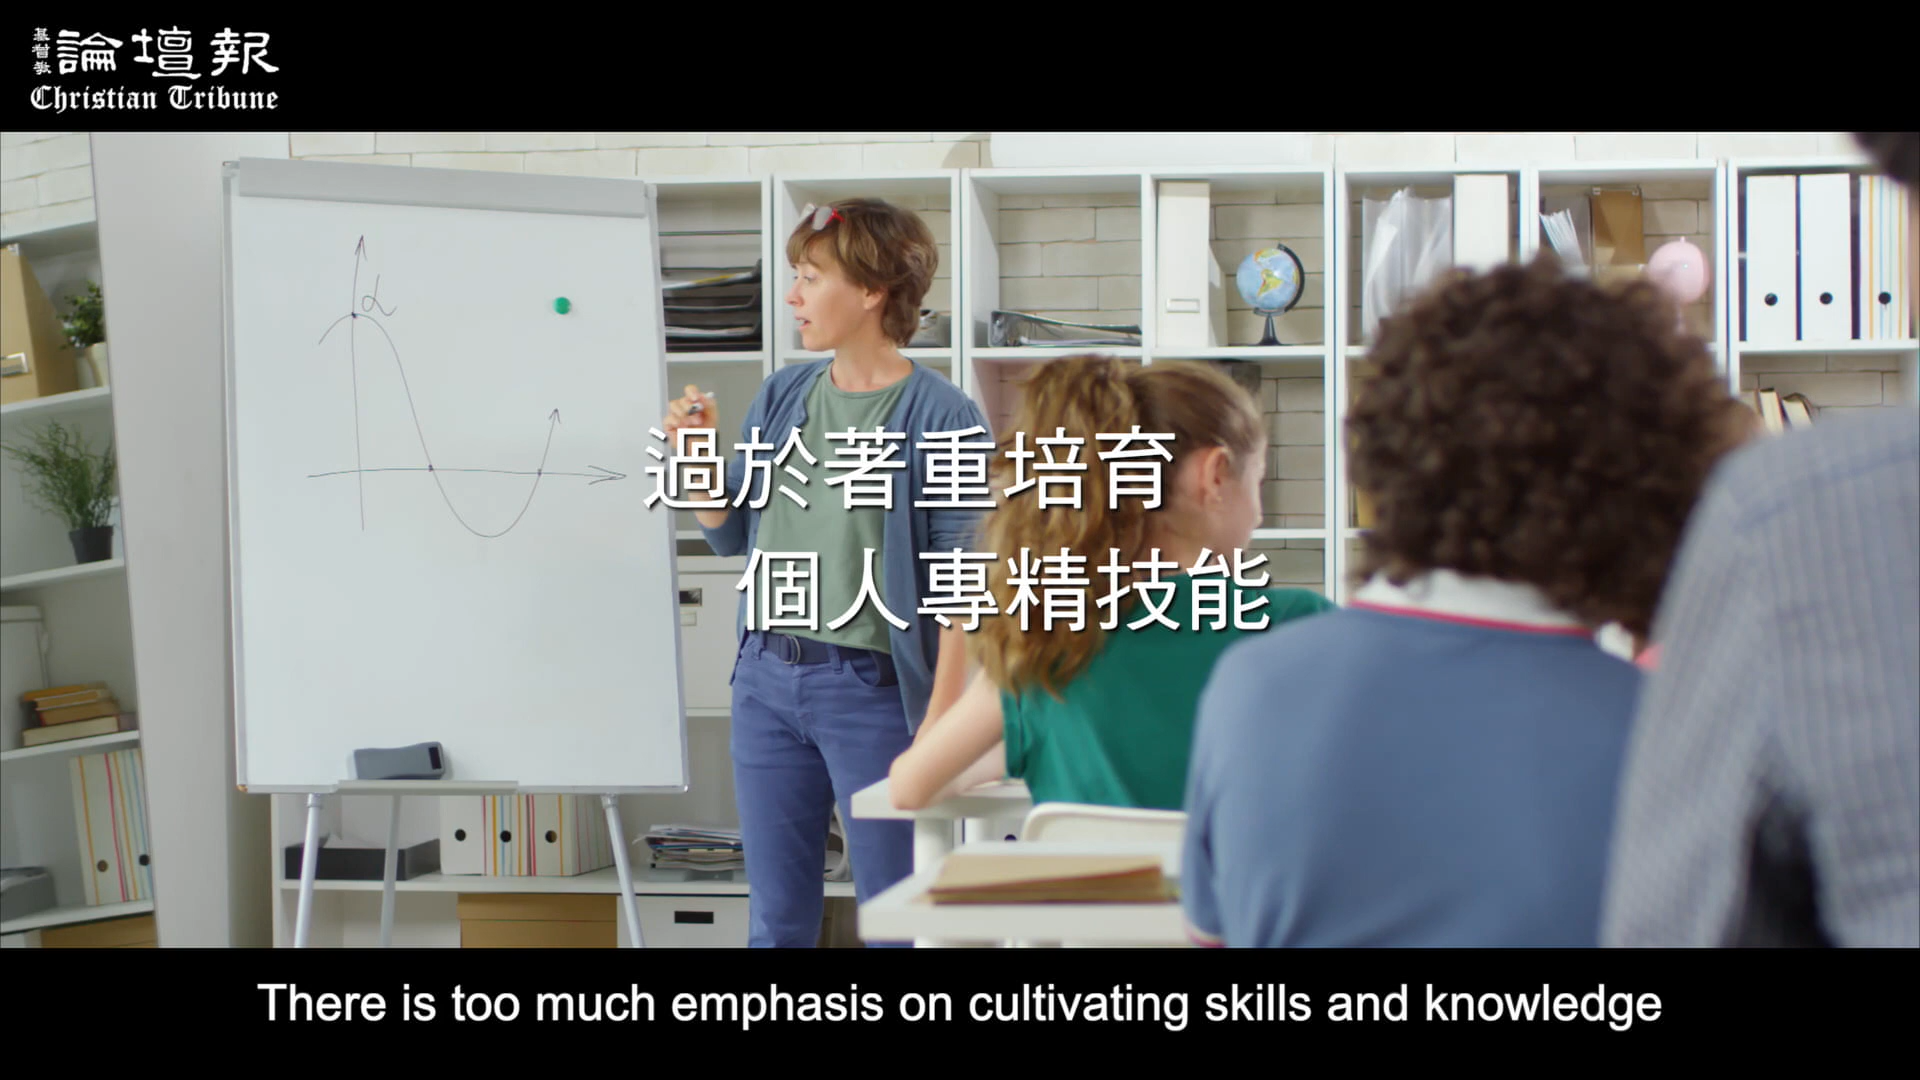 基督教
論壇報
Christian Tribune
α
過於著重培育
個人專精技能
There is too much emphasis on cultivating skills and knowledge